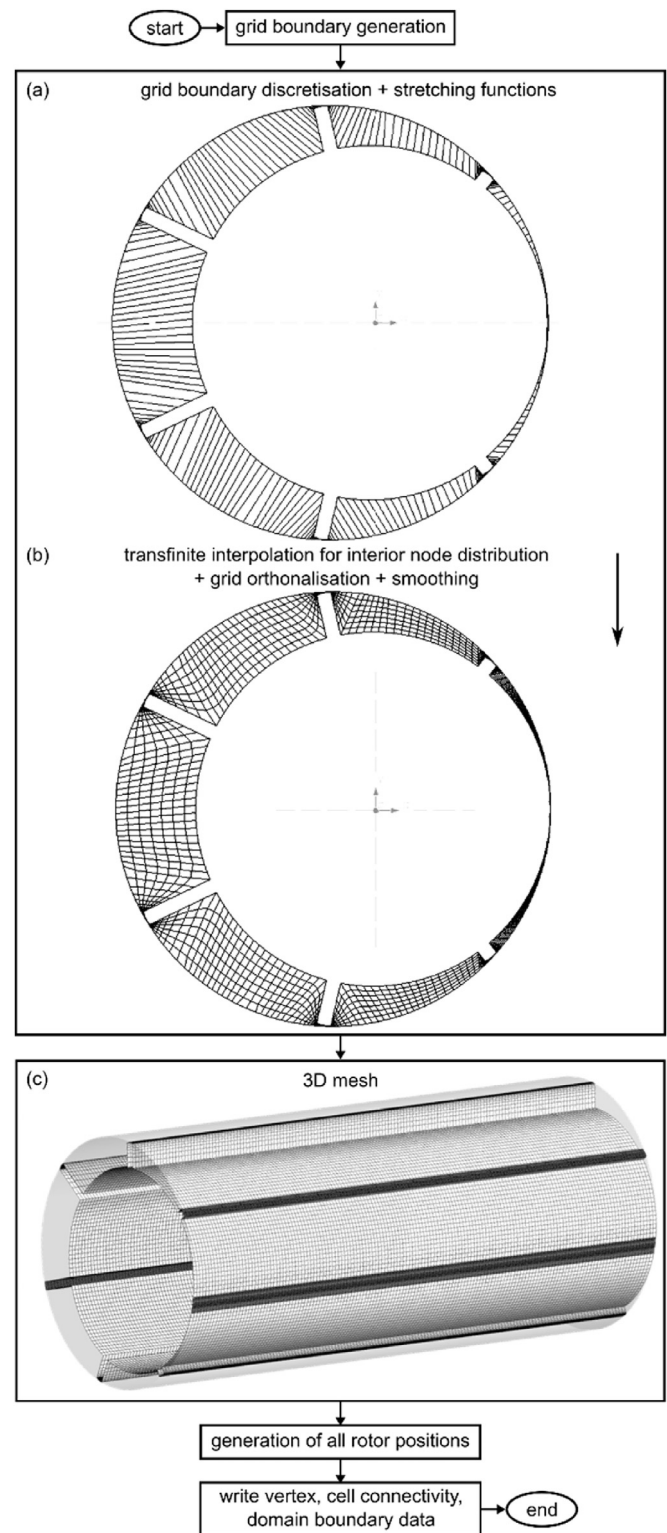 start
grid boundary generation
(a)
grid boundary discretisation + stretching functions
(b)
transfinite interpolation for interior node distribution
+ grid orthonalisation + smoothing
(c)
3D mesh
generation of all rotor positions
write vertex, cell connectivity,
domain boundary data
end